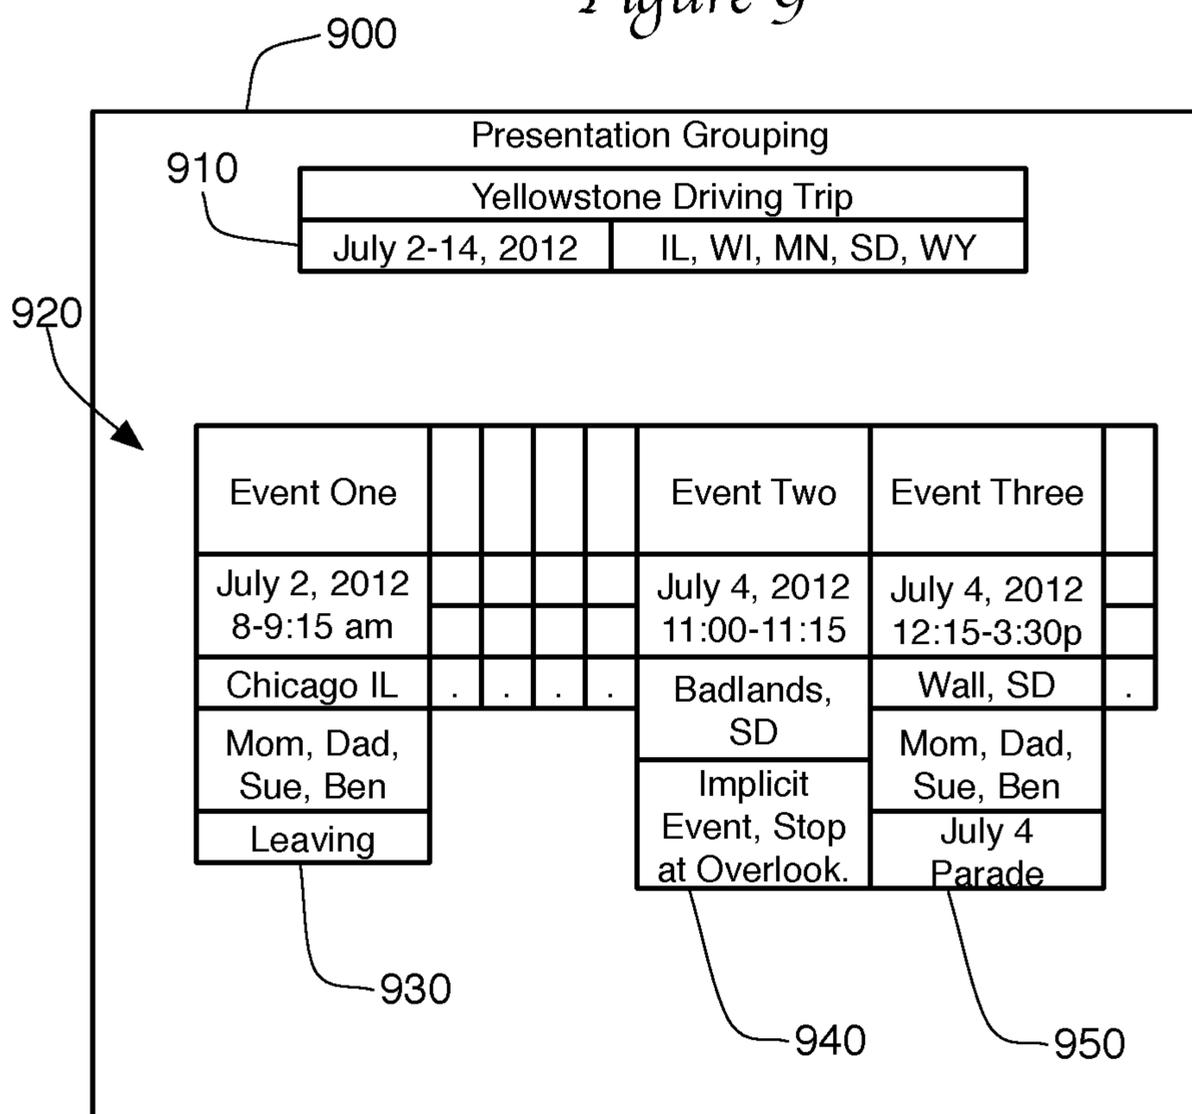 Figure 9
900
Presentation Grouping
910
Yellowstone Driving Trip
July 2-14, 2012
IL, WI, MN, SD, WY
920
Event One
Event Two
Event Three
July 2, 2012
8-9:15 am
July 4, 2012
11:00-11:15
July 4, 2012
12:15-3:30p
Chicago IL
. . . .
Badlands,
SD
Wall, SD
.
Mom, Dad,
Sue, Ben
Mom, Dad,
Sue, Ben
Implicit
Event, Stop
at Overlook.
Leaving
July 4
Parade
930
940
950